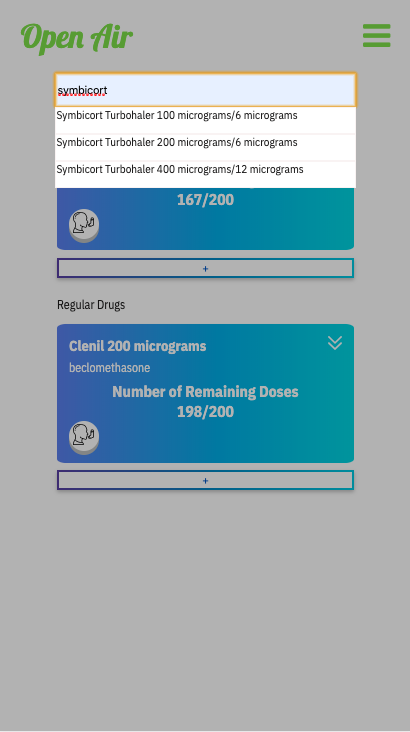 Open Air
symbicort
Symbicort Turbohaler 100 micrograms/6 micrograms
Symbicort Turbohaler 200 micrograms/6 micrograms
Symbicort Turbohaler 400 micrograms/12 micrograms
167/200
+
Regular Drugs
Clenil 200 micrograms
beclomethasone
Number of Remaining Doses
198/200
+